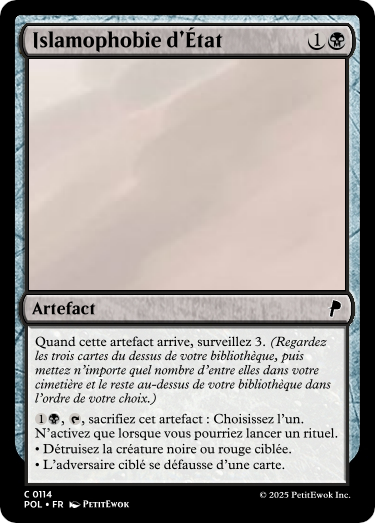 Islamophobie d'État 1
Artefact
Quand cette artefact arrive, surveillez 3. (Regardez
les trois cartes du dessus de votre bibliothèque, puis
mettez n'importe quel nombre d'entre elles dans votre
cimetière et le reste au-dessus de votre bibliothèque dans
l'ordre de votre choix.)
1, , sacrifiez cet artefact : Choisissez l'un.
N'activez que lorsque vous pourriez lancer un rituel.
• Détruisez la créature noire ou rouge ciblée.
• L'adversaire ciblé se défausse d'une carte.
C 0114
POL • FR PetitEwok
© 2025 PetitEwok Inc.